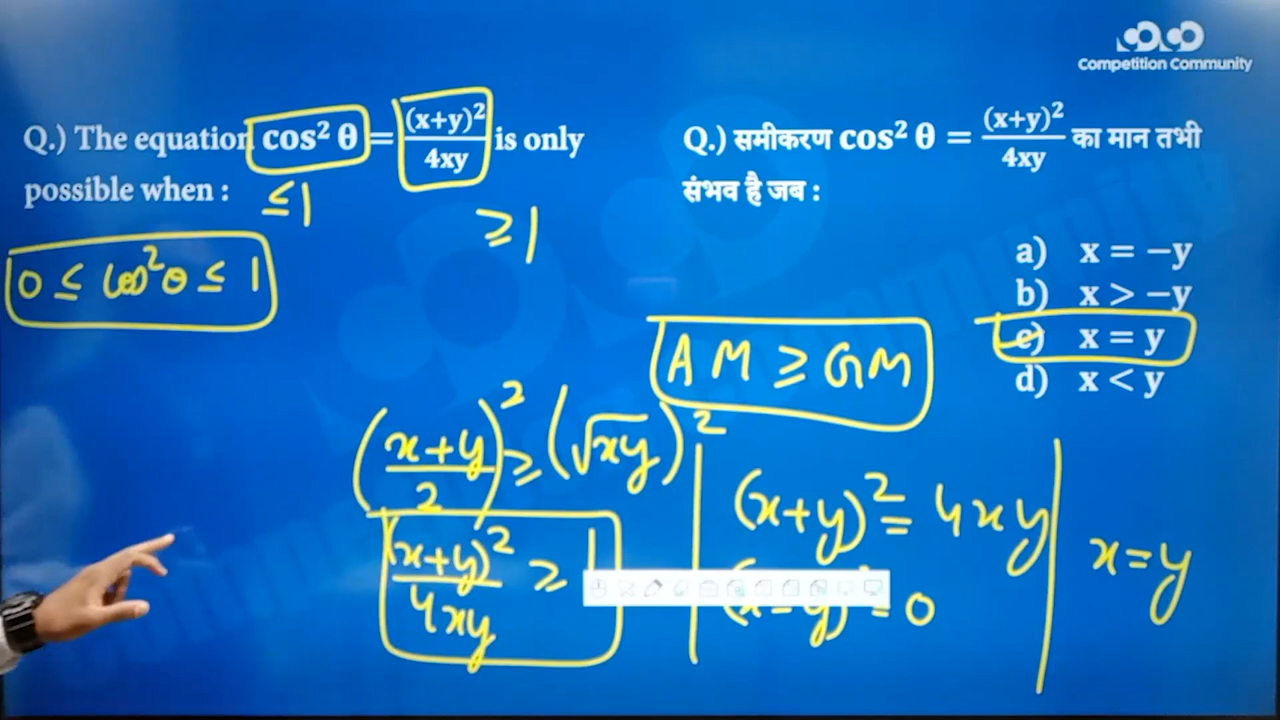 Competition Community
Q.) The equation cos² θ = (x+y)²/4xy is only
possible when :
≤ 1
≥ 1
0 ≤ cos²θ ≤ 1
Q.) समीकरण cos² θ = (x+y)²/4xy का मान तभी
संभव है जब :
a) x = −y
b) x > −y
c) x = y
d) x < y
AM ≥ GM
((x+y)/2)² ≥ (√xy)²
(x+y)²/4xy ≥ 1
(x+y)² = 4xy
(x−y)² = 0
x=y